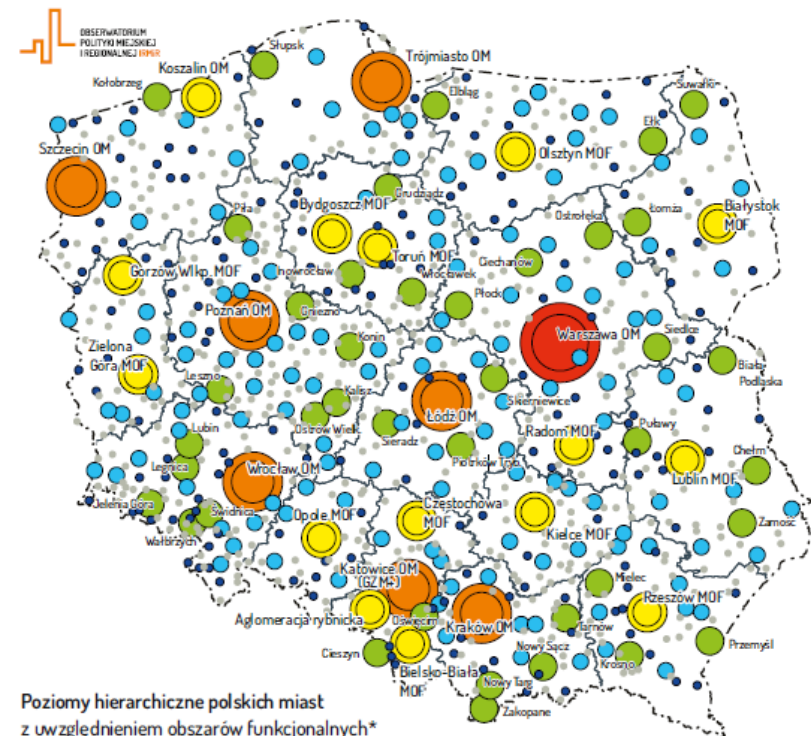 OBSERWATORIUM
POLITYKI MIEJSKIEJ
I REGIONALNEJ IRMiR
Słupsk
Trójmiasto OM
Koszalin OM
Kołobrzeg
Elbląg
Suwałki
Ełk
Szczecin OM
Olsztyn MOF
Grudziądz
Bydgoszcz MOF
Piła
Ostrołęka
Łomża
Białystok
MOF
Toruń MOF
Ciechanów
Gorzów Wlkp. MOF
Inowrocław
Włocławek
Płock
Poznań OM
Gniezno
Warszawa OM
Konin
Siedlce
Zielona
Góra MOF
Biała
Podlaska
Leszno
Kalisz
Skierniewice
Łódź OM
Ostrów Wielk.
Sieradz
Lubin
Radom MOF
Puławy
Piotrków Tryb.
Chełm
Legnica
Wrocław OM
Lublin MOF
Jelenia Góra
Świdnica
Opole MOF
Częstochowa
MOF
Zamość
Wałbrzych
Kielce MOF
Katowice OM
(GZM+)
Mielec
Rzeszów MOF
Aglomeracja rybnicka
Oświęcim
Kraków OM
Tarnów
Przemyśl
Cieszyn
Nowy Sącz
Krosno
Bielsko-Biała
MOF
Nowy Targ
Zakopane
Poziomy hierarchiczne polskich miast
z uwzględnieniem obszarów funkcjonalnych*